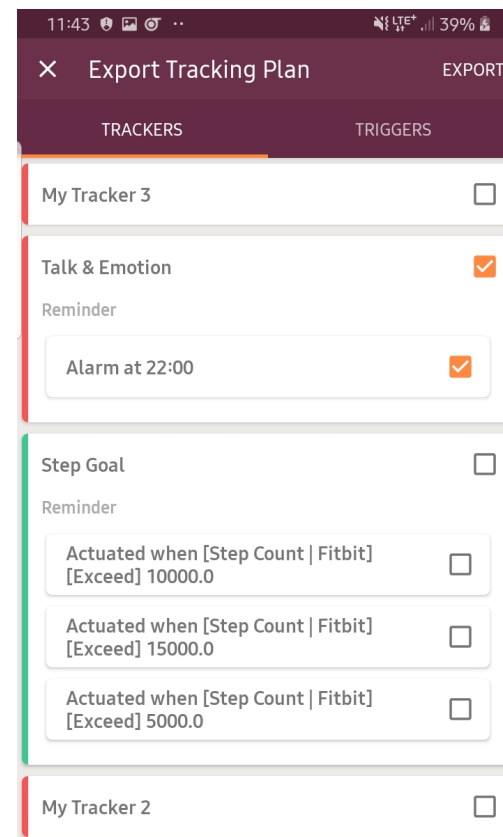 11:43 LTE+ 39%
Export Tracking Plan EXPORT
TRACKERS TRIGGERS
My Tracker 3
Talk & Emotion
Reminder
Alarm at 22:00
Step Goal
Reminder
Actuated when [Step Count | Fitbit]
[Exceed] 10000.0
Actuated when [Step Count | Fitbit]
[Exceed] 15000.0
Actuated when [Step Count | Fitbit]
[Exceed] 5000.0
My Tracker 2